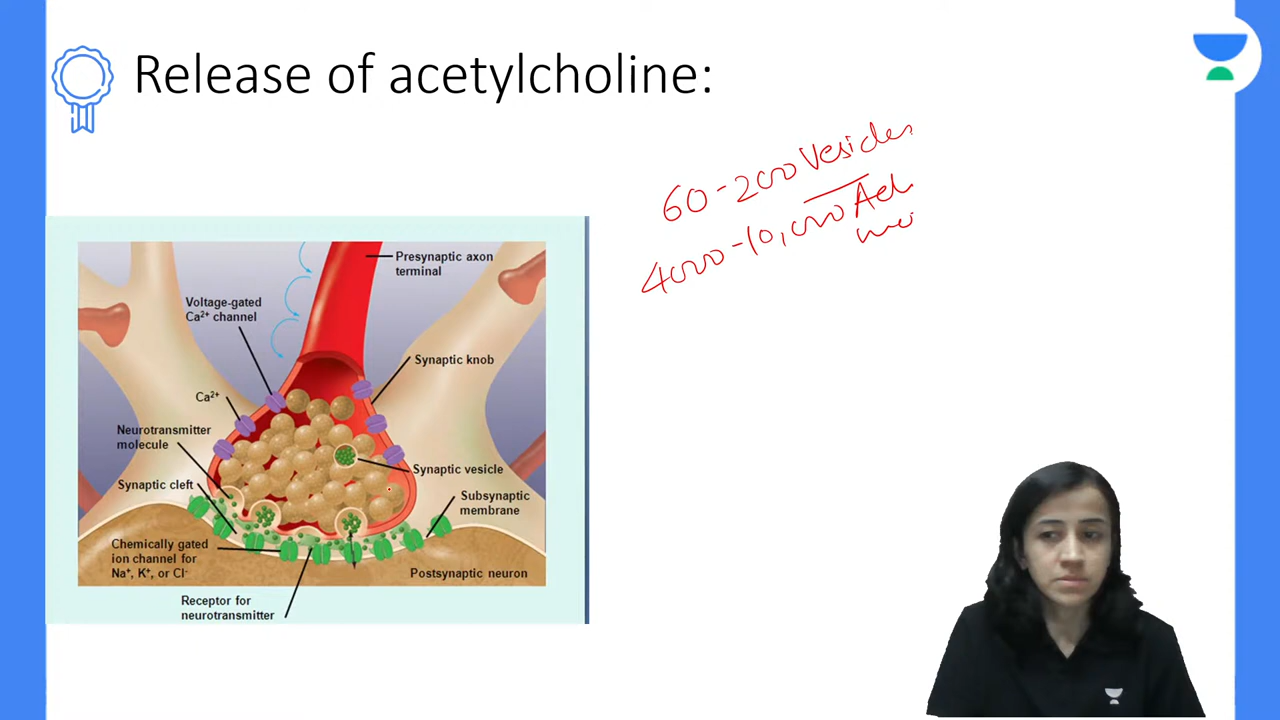 Release of acetylcholine:
60-200 Vesicles
4000-10,000 Ach
Presynaptic axon
terminal
Voltage-gated
Ca2+ channel
Synaptic knob
Ca2+
Neurotransmitter
molecule
Synaptic vesicle
Synaptic cleft
Subsynaptic
membrane
Chemically gated
ion channel for
Na+, K+, or Cl-
Postsynaptic neuron
Receptor for
neurotransmitter